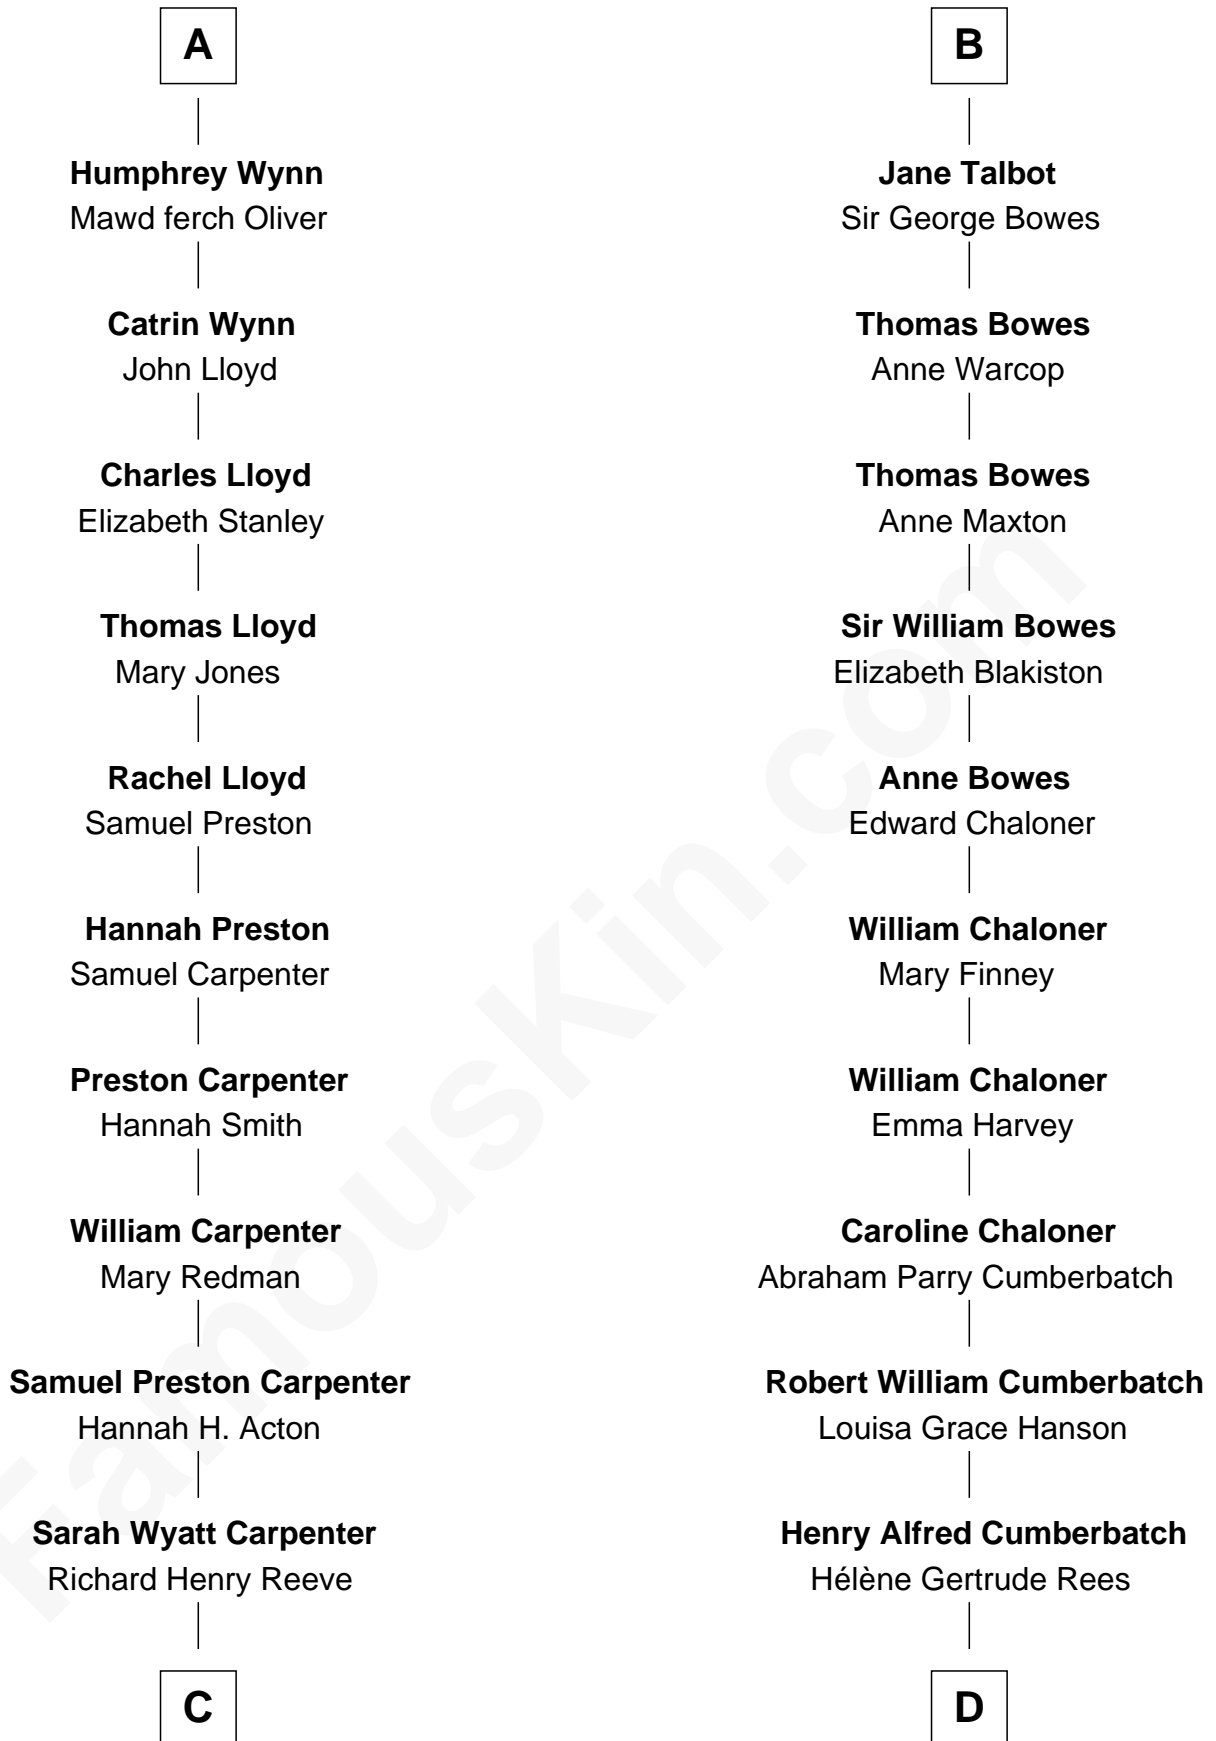 A
Humphrey Wynn
Mawd ferch Oliver
Catrin Wynn
John Lloyd
Charles Lloyd
Elizabeth Stanley
Thomas Lloyd
Mary Jones
Rachel Lloyd
Samuel Preston
Hannah Preston
Samuel Carpenter
Preston Carpenter
Hannah Smith
William Carpenter
Mary Redman
Samuel Preston Carpenter
Hannah H. Acton
Sarah Wyatt Carpenter
Richard Henry Reeve
C
B
Jane Talbot
Sir George Bowes
Thomas Bowes
Anne Warcop
Thomas Bowes
Anne Maxton
Sir William Bowes
Elizabeth Blakiston
Anne Bowes
Edward Chaloner
William Chaloner
Mary Finney
William Chaloner
Emma Harvey
Caroline Chaloner
Abraham Parry Cumberbatch
Robert William Cumberbatch
Louisa Grace Hanson
Henry Alfred Cumberbatch
Hélène Gertrude Rees
D
FamousKin.com